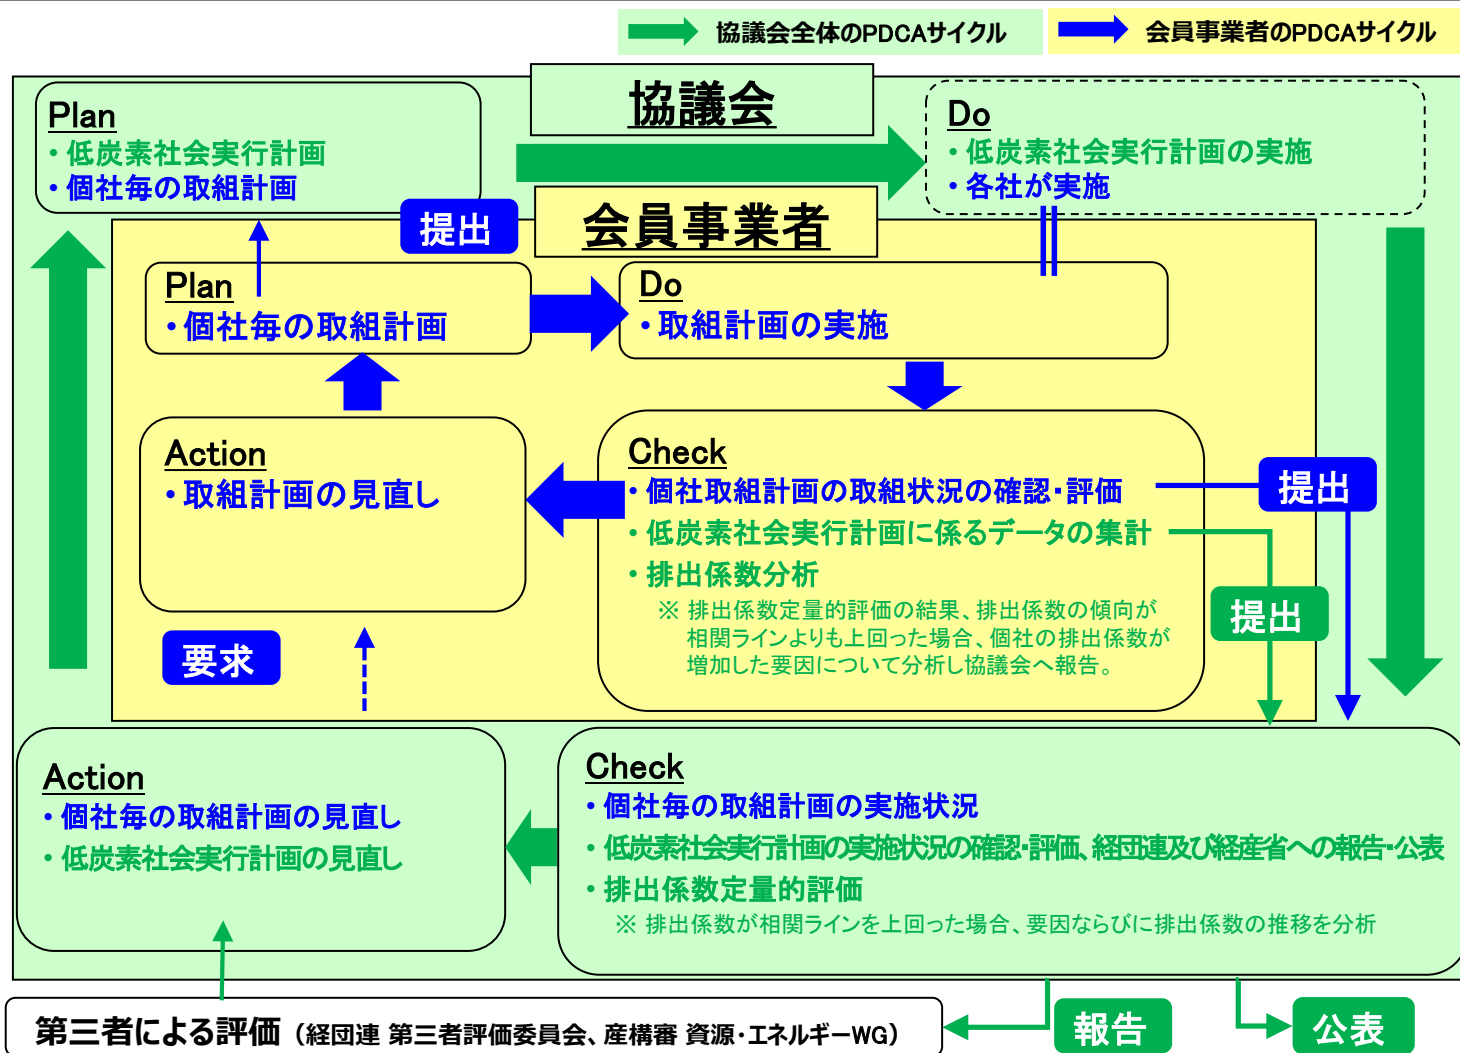 協議会全体のPDCAサイクル
会員事業者のPDCAサイクル
協議会
Plan
・低炭素社会実行計画
・個社毎の取組計画
Do
・低炭素社会実行計画の実施
・各社が実施
提出
会員事業者
Plan
・個社毎の取組計画
Do
・取組計画の実施
Action
・取組計画の見直し
Check
・個社取組計画の取組状況の確認・評価
・低炭素社会実行計画に係るデータの集計
・排出係数分析
※ 排出係数定量的評価の結果、排出係数の傾向が
相関ラインよりも上回った場合、個社の排出係数が
増加した要因について分析し協議会へ報告。
提出
提出
要求
Action
・個社毎の取組計画の見直し
・低炭素社会実行計画の見直し
Check
・個社毎の取組計画の実施状況
・低炭素社会実行計画の実施状況の確認・評価、経団連及び経産省への報告・公表
・排出係数定量的評価
※ 排出係数が相関ラインを上回った場合、要因ならびに排出係数の推移を分析
第三者による評価（経団連 第三者評価委員会、産構審 資源・エネルギーWG）
報告
公表